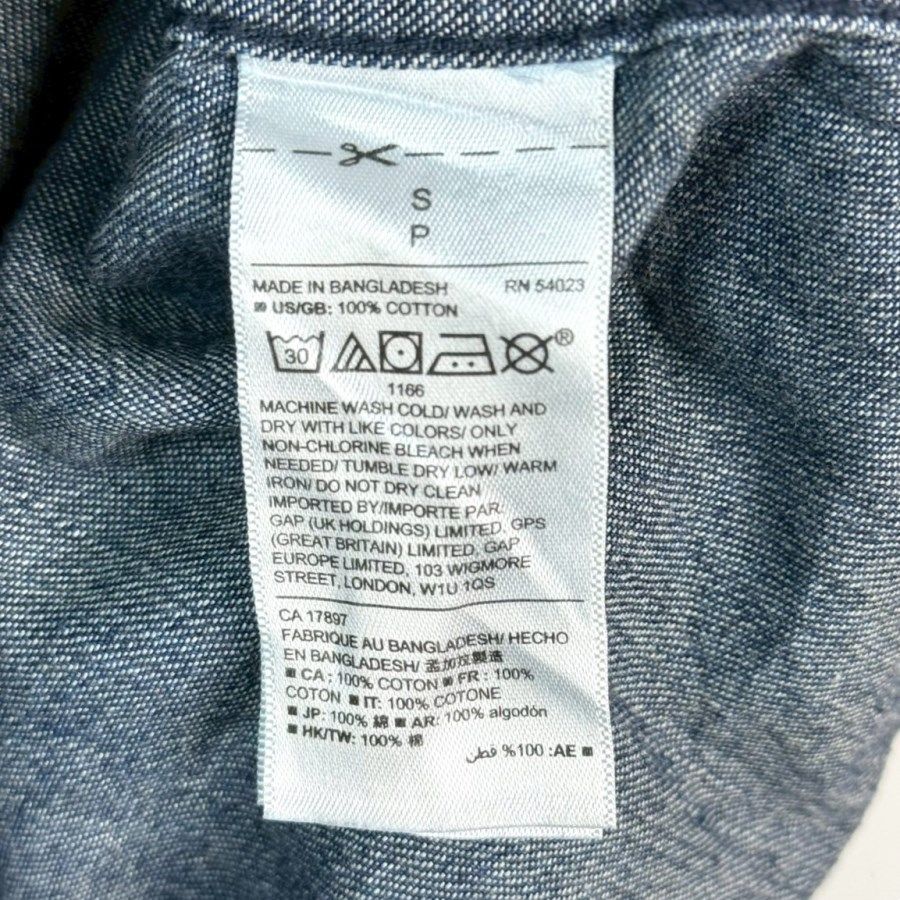 S
P
MADE IN BANGLADESH RN 54023
US/GB: 100% COTTON
30 ®
1166
MACHINE WASH COLD/ WASH AND
DRY WITH LIKE COLORS/ ONLY
NON-CHLORINE BLEACH WHEN
NEEDED/ TUMBLE DRY LOW/ WARM
IRON/ DO NOT DRY CLEAN
IMPORTED BY/IMPORTE PAR:
GAP (UK HOLDINGS) LIMITED, GPS
(GREAT BRITAIN) LIMITED, GAP
EUROPE LIMITED, 103 WIGMORE
STREET, LONDON, W1U 1QS
CA 17897
FABRIQUE AU BANGLADESH/ HECHO
EN BANGLADESH/ 孟加拉製造
■ CA : 100% COTON ■ FR : 100%
COTON ■ IT: 100% COTONE
■ JP: 100% 綿 ■ AR: 100% algodón
■ HK/TW: 100% 棉
■ AE: 100% قطن